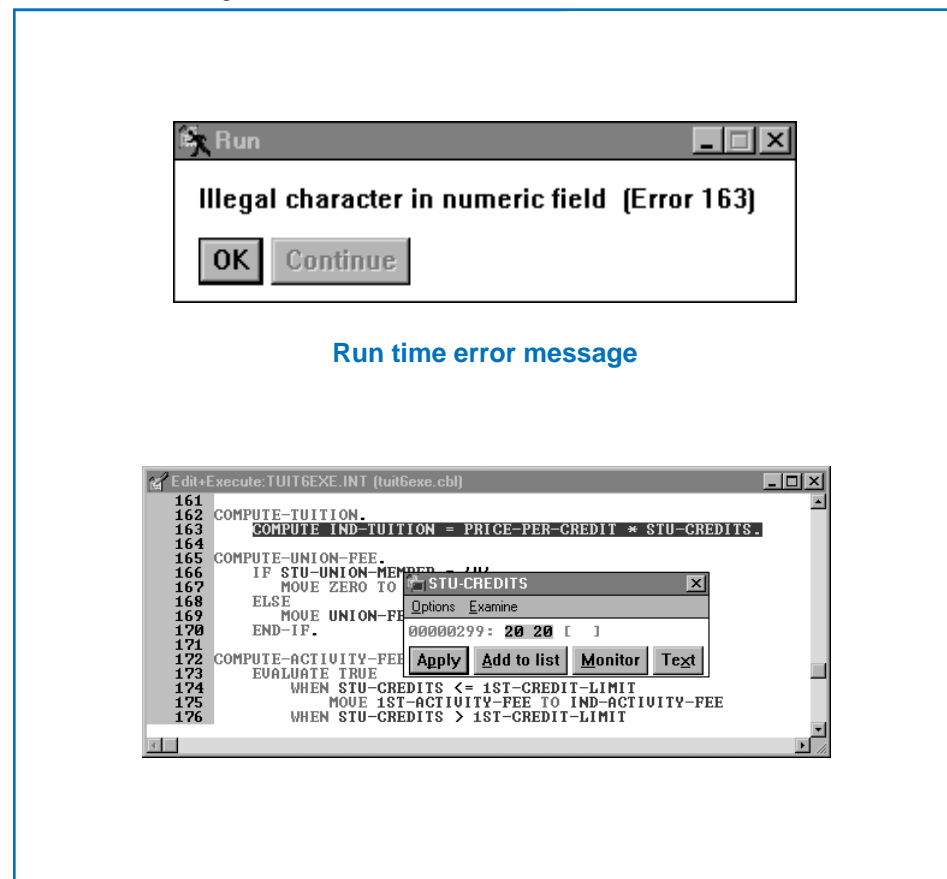 Run
Illegal character in numeric field (Error 163)
OK Continue
Run time error message
Edit+Execute:TUIT6EXE.INT (tuit6exe.cbl)
161
162 COMPUTE-TUITION.
163 COMPUTE IND-TUITION = PRICE-PER-CREDIT * STU-CREDITS.
164
165 COMPUTE-UNION-FEE.
166 IF STU-UNION-MEMBER =
167 MOVE ZERO TO
168 ELSE
169 MOVE UNION-FE
170 END-IF.
171
172 COMPUTE-ACTIVITY-FEE
173 EVALUATE TRUE
174 WHEN STU-CREDITS <= 1ST-CREDIT-LIMIT
175 MOVE 1ST-ACTIVITY-FEE TO IND-ACTIVITY-FEE
176 WHEN STU-CREDITS > 1ST-CREDIT-LIMIT
STU-CREDITS
Options Examine
00000299: 20 20 [ ]
Apply Add to list Monitor Text